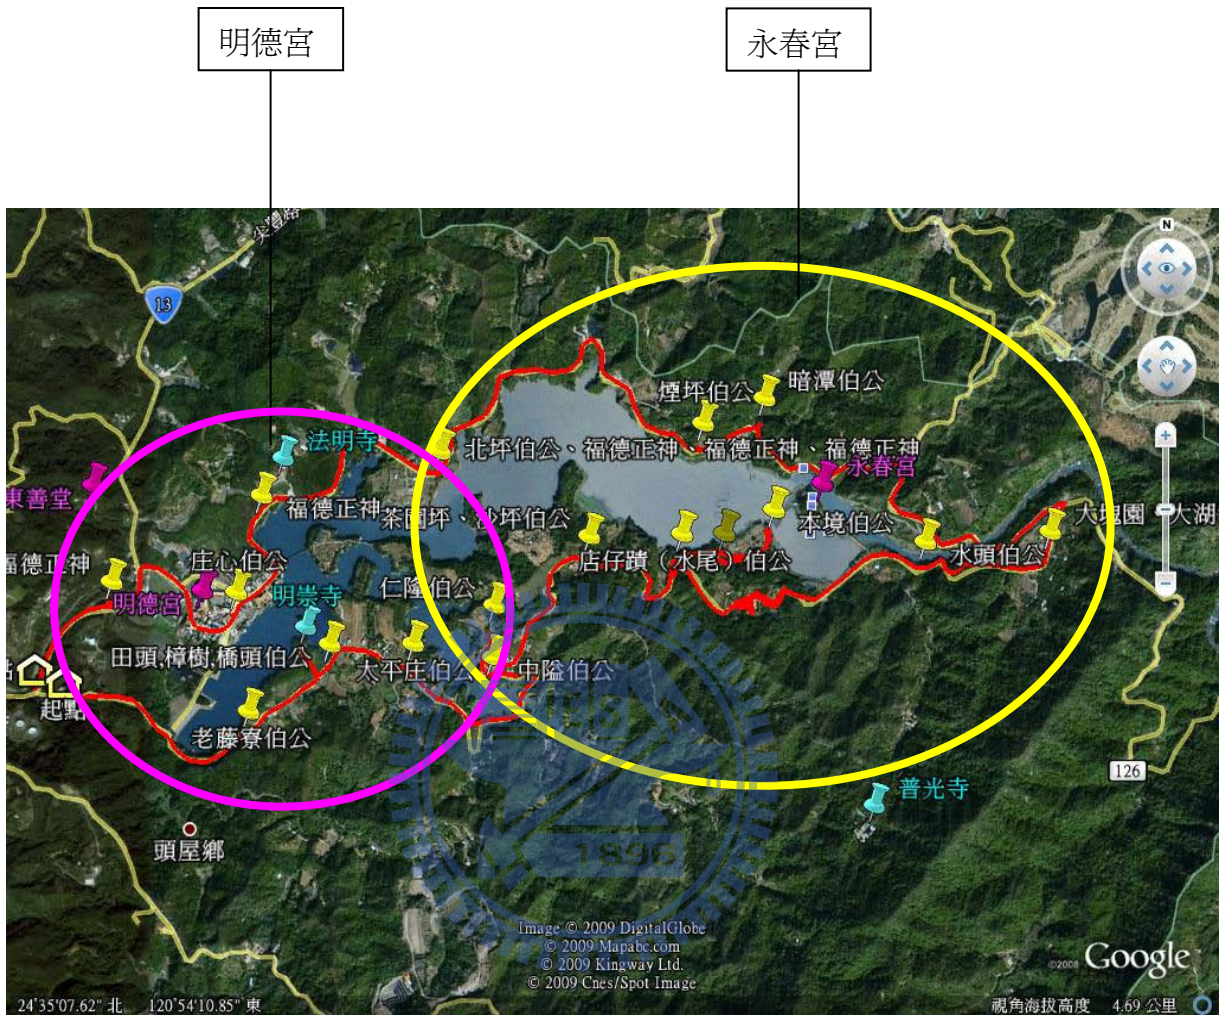 明德宮
永春宮
尖豐路
N
13
暗潭伯公
煙坪伯公
法明寺
北坪伯公、福德正神、福德正神、福德正神
永春宮
東善堂
福德正神
茶園坪、沙坪伯公
本境伯公
大塊園
大湖
福德正神
庄心伯公
店仔蹟（水尾）伯公
水頭伯公
仁隆伯公
明德宮
明崇寺
田頭,樟樹,橋頭伯公
太平庄伯公
中隘伯公
起點
老藤寮伯公
126
普光寺
頭屋鄉
1896
Image © 2009 DigitalGlobe
© 2009 Mapabc.com
© 2009 Kingway Ltd.
© 2009 Cnes/Spot Image
©2008 Google
24°35'07.62" 北 120°54'10.85" 東
視角海拔高度 4.69 公里